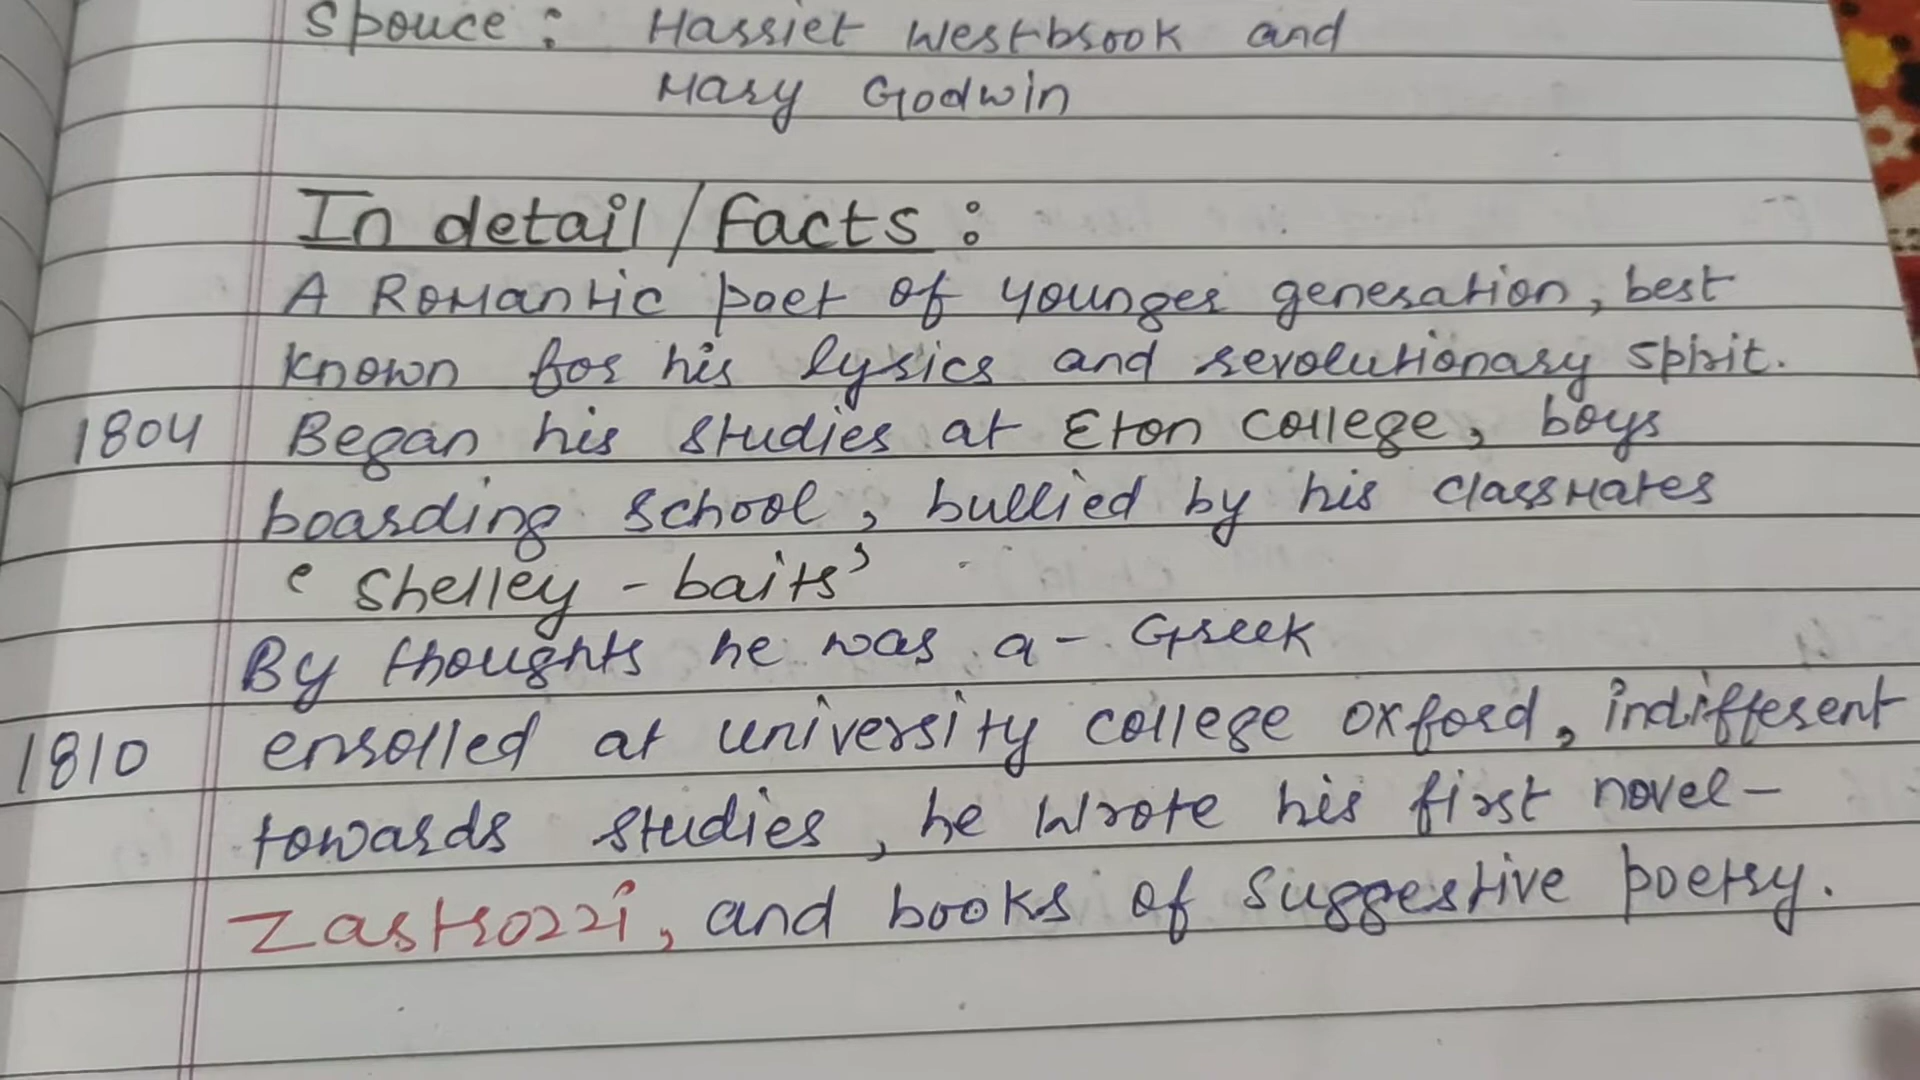 Spouce : Harriet Westbrook and
Mary Godwin
In detail / facts :
A Romantic poet of younger generation, best
known for his lyrics and revolutionary spirit.
1804 Began his studies at Eton College, boys
boarding school, bullied by his classmates
‘ Shelley - baits’
By thoughts he was a - Greek
1810 enrolled at university college oxford, indifferent
towards studies, he wrote his first novel -
Zastrozzi, and books of suggestive poetry.